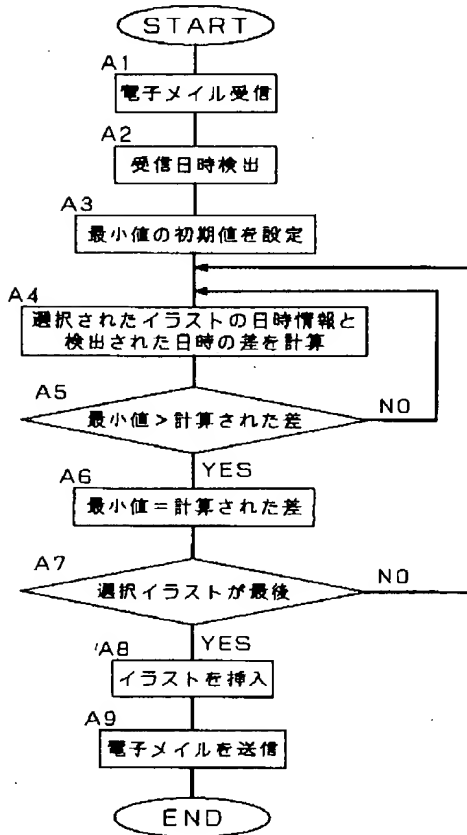 START
A1
電子メイル受信
A2
受信日時検出
A3
最小値の初期値を設定
A4
選択されたイラストの日時情報と
検出された日時の差を計算
A5
最小値>計算された差
NO
YES
A6
最小値=計算された差
A7
選択イラストが最後
NO
YES
A8
イラストを挿入
A9
電子メイルを送信
END